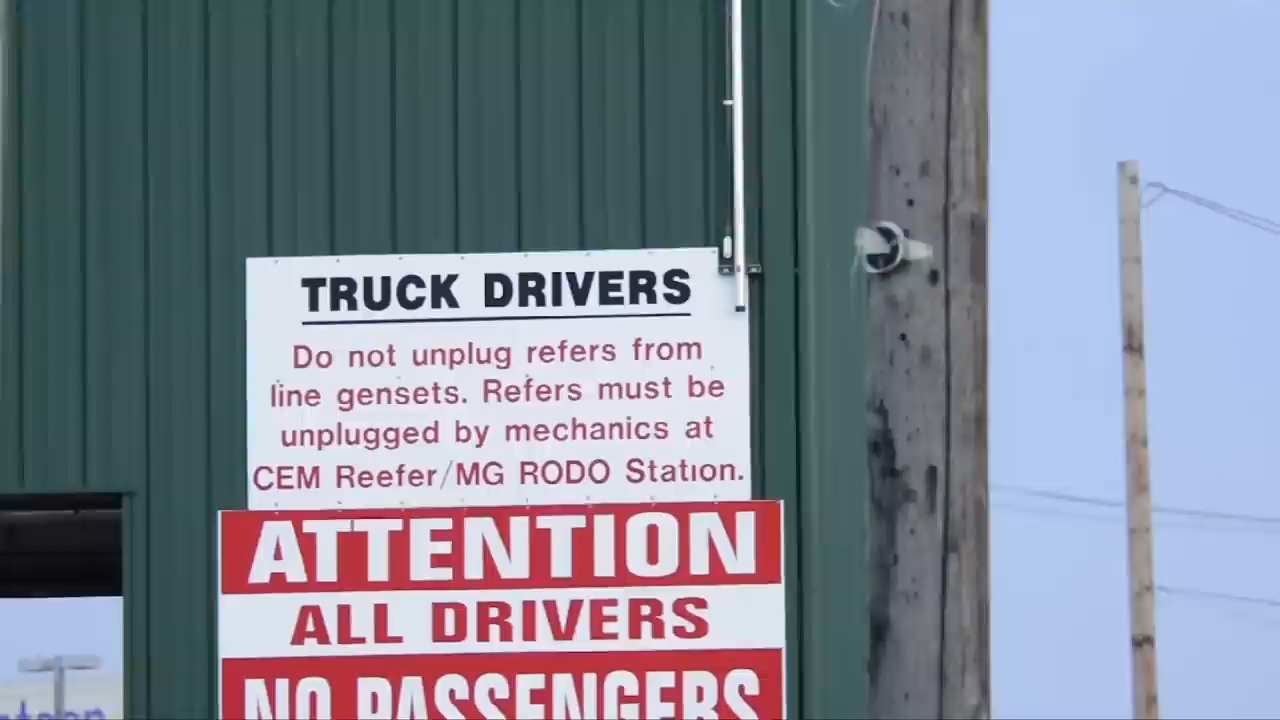 TRUCK DRIVERS
Do not unplug refers from
line gensets. Refers must be
unplugged by mechanics at
CEM Reefer/MG RODO Station.
ATTENTION
ALL DRIVERS
NO PASSENGERS